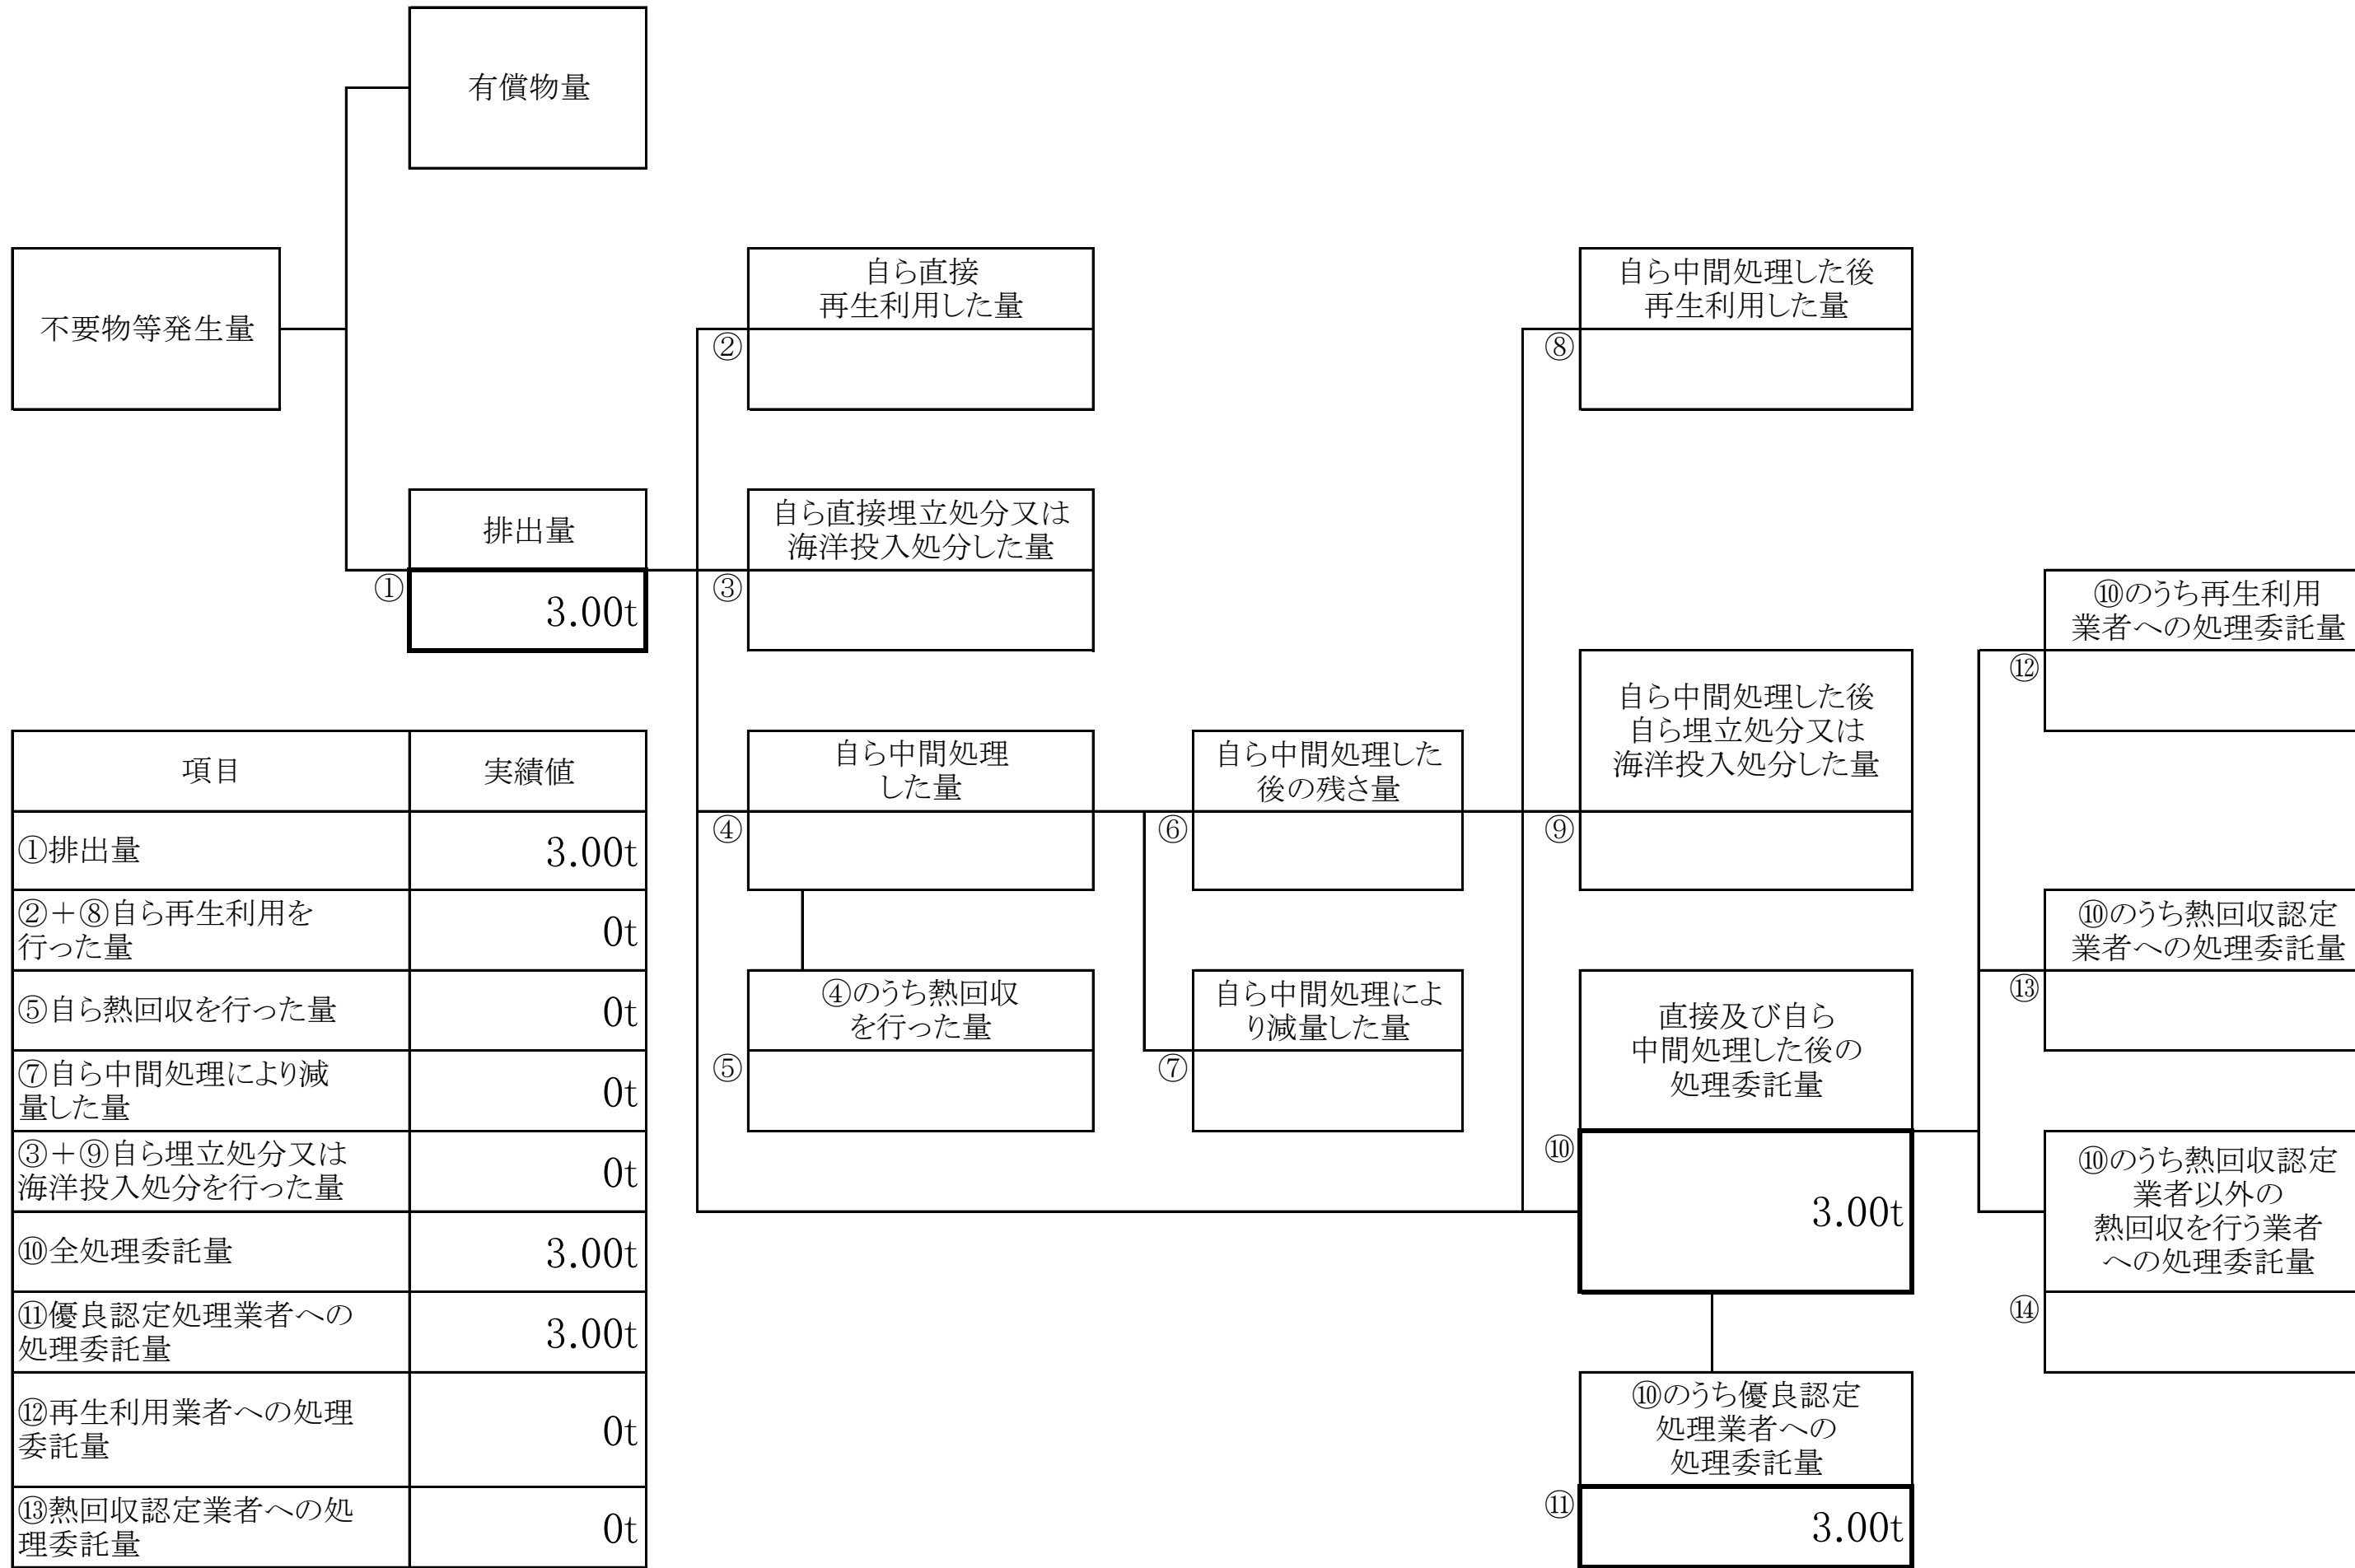 有償物量
不要物等発生量
自ら直接
再生利用した量
②
自ら中間処理した後
再生利用した量
⑧
排出量
①
3.00t
自ら直接埋立処分又は
海洋投入処分した量
③
⑩のうち再生利用
業者への処理委託量
⑫
自ら中間処理した後
自ら埋立処分又は
海洋投入処分した量
⑨
自ら中間処理
した量
④
自ら中間処理した
後の残さ量
⑥
⑩のうち熱回収認定
業者への処理委託量
⑬
④のうち熱回収
を行った量
⑤
自ら中間処理によ
り減量した量
⑦
直接及び自ら
中間処理した後の
処理委託量
⑩
3.00t
⑩のうち熱回収認定
業者以外の
熱回収を行う業者
への処理委託量
⑭
⑩のうち優良認定
処理業者への
処理委託量
⑪
3.00t
項目 実績値
①排出量 3.00t
②+⑧自ら再生利用を
行った量 0t
⑤自ら熱回収を行った量 0t
⑦自ら中間処理により減
量した量 0t
③+⑨自ら埋立処分又は
海洋投入処分を行った量 0t
⑩全処理委託量 3.00t
⑪優良認定処理業者への
処理委託量 3.00t
⑫再生利用業者への処理
委託量 0t
⑬熱回収認定業者への処
理委託量 0t